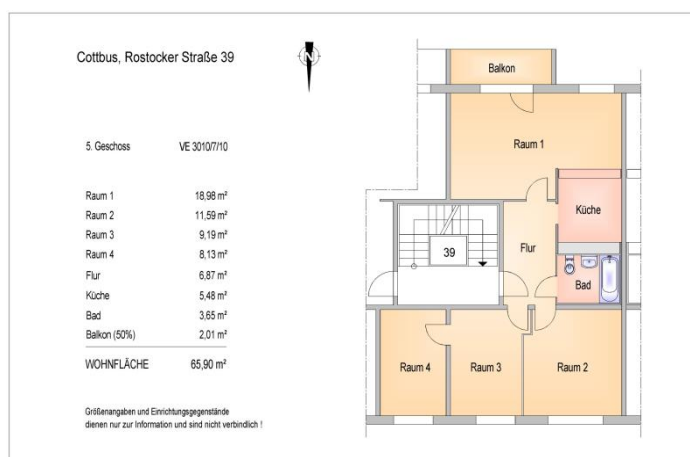 Cottbus, Rostocker Straße 39
N
5. Geschoss VE 3010/7/10
Raum 1 18,98 m²
Raum 2 11,59 m²
Raum 3 9,19 m²
Raum 4 8,13 m²
Flur 6,87 m²
Küche 5,48 m²
Bad 3,65 m²
Balkon (50%) 2,01 m²
WOHNFLÄCHE 65,90 m²
Größenangaben und Einrichtungsgegenstände
dienen nur zur Information und sind nicht verbindlich !
Balkon
Raum 1
Küche
39
Flur
Bad
Raum 4
Raum 3
Raum 2